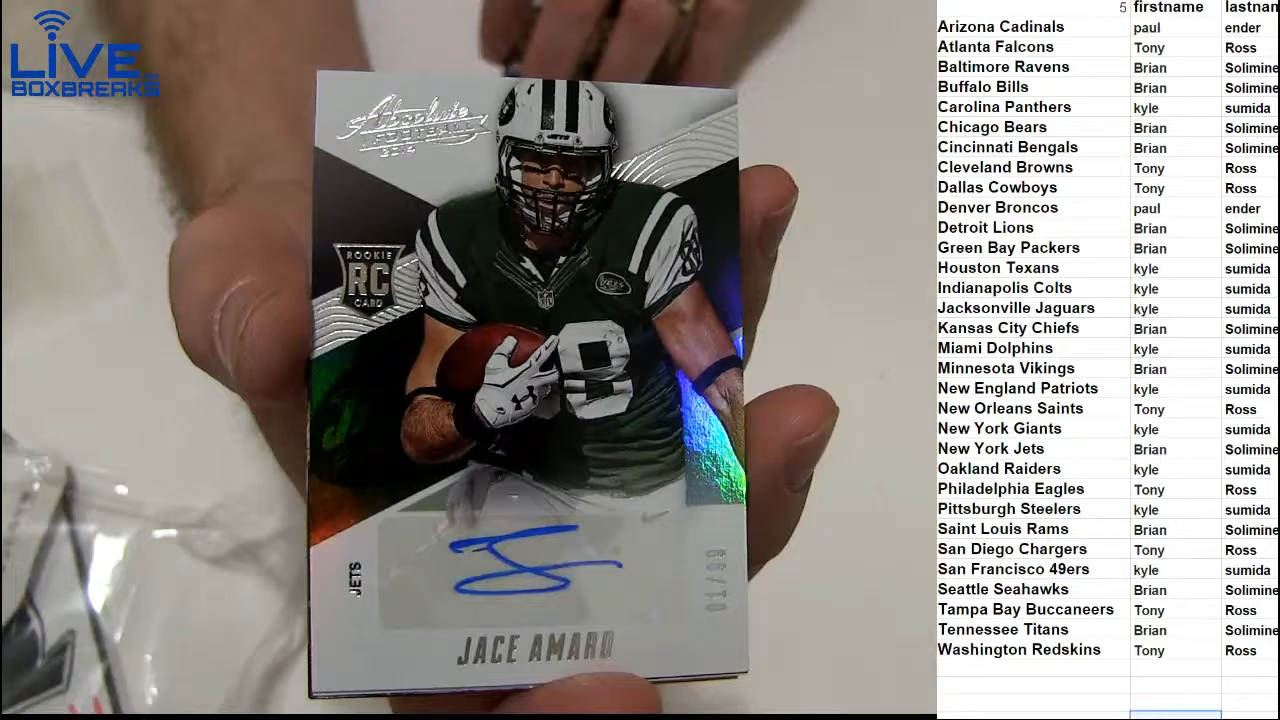 LIVE
BOXBREAKS
Absolute
FOOTBALL
2014
JETS
ROOKIE
RC
CARD
JETS
01/99
JACE AMARO
5 firstname lastnam
Arizona Cadinals paul ender
Atlanta Falcons Tony Ross
Baltimore Ravens Brian Solimine
Buffalo Bills Brian Solimine
Carolina Panthers kyle sumida
Chicago Bears Brian Solimine
Cincinnati Bengals Brian Solimine
Cleveland Browns Tony Ross
Dallas Cowboys Tony Ross
Denver Broncos paul ender
Detroit Lions Brian Solimine
Green Bay Packers Brian Solimine
Houston Texans kyle sumida
Indianapolis Colts kyle sumida
Jacksonville Jaguars kyle sumida
Kansas City Chiefs Brian Solimine
Miami Dolphins kyle sumida
Minnesota Vikings Brian Solimine
New England Patriots kyle sumida
New Orleans Saints Tony Ross
New York Giants kyle sumida
New York Jets Brian Solimine
Oakland Raiders kyle sumida
Philadelphia Eagles Tony Ross
Pittsburgh Steelers kyle sumida
Saint Louis Rams Brian Solimine
San Diego Chargers Tony Ross
San Francisco 49ers kyle sumida
Seattle Seahawks Brian Solimine
Tampa Bay Buccaneers Tony Ross
Tennessee Titans Brian Solimine
Washington Redskins Tony Ross